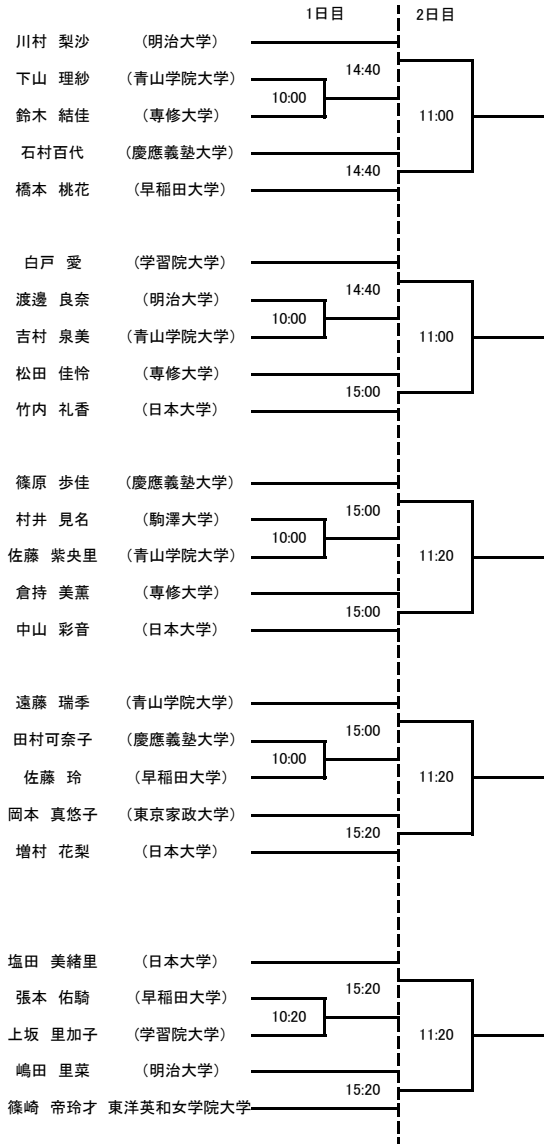 1日目 2日目
川村 梨沙 (明治大学)
14:40
下山 理紗 (青山学院大学)
10:00 11:00
鈴木 結佳 (専修大学)
石村百代 (慶應義塾大学)
14:40
橋本 桃花 (早稲田大学)
白戸 愛 (学習院大学)
14:40
渡邊 良奈 (明治大学)
10:00 11:00
吉村 泉美 (青山学院大学)
松田 佳怜 (専修大学)
15:00
竹内 礼香 (日本大学)
篠原 歩佳 (慶應義塾大学)
15:00
村井 見名 (駒澤大学)
10:00 11:20
佐藤 紫央里 (青山学院大学)
倉持 美薫 (専修大学)
15:00
中山 彩音 (日本大学)
遠藤 瑞季 (青山学院大学)
15:00
田村可奈子 (慶應義塾大学)
10:00 11:20
佐藤 玲 (早稲田大学)
岡本 真悠子 (東京家政大学)
15:20
増村 花梨 (日本大学)
塩田 美緒里 (日本大学)
15:20
張本 佑騎 (早稲田大学)
10:20 11:20
上坂 里加子 (学習院大学)
嶋田 里菜 (明治大学)
15:20
篠崎 帝玲才 東洋英和女学院大学